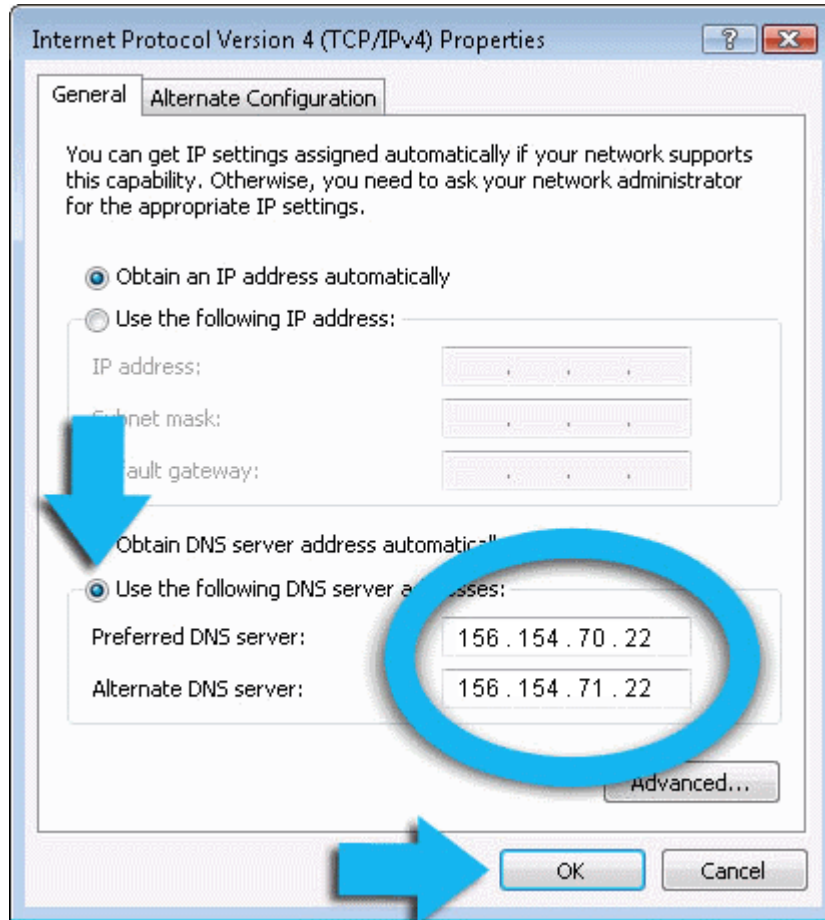 Internet Protocol Version 4 (TCP/IPv4) Properties
General
Alternate Configuration
You can get IP settings assigned automatically if your network supports
this capability. Otherwise, you need to ask your network administrator
for the appropriate IP settings.
Obtain an IP address automatically
Use the following IP address:
IP address:
mask:
gateway:
Obtain DNS server address
Use the following DNS server
Preferred DNS server: 156 . 154 . 70 . 22
Alternate DNS server: 156 . 154 . 71 . 22
Advanced...
OK
Cancel